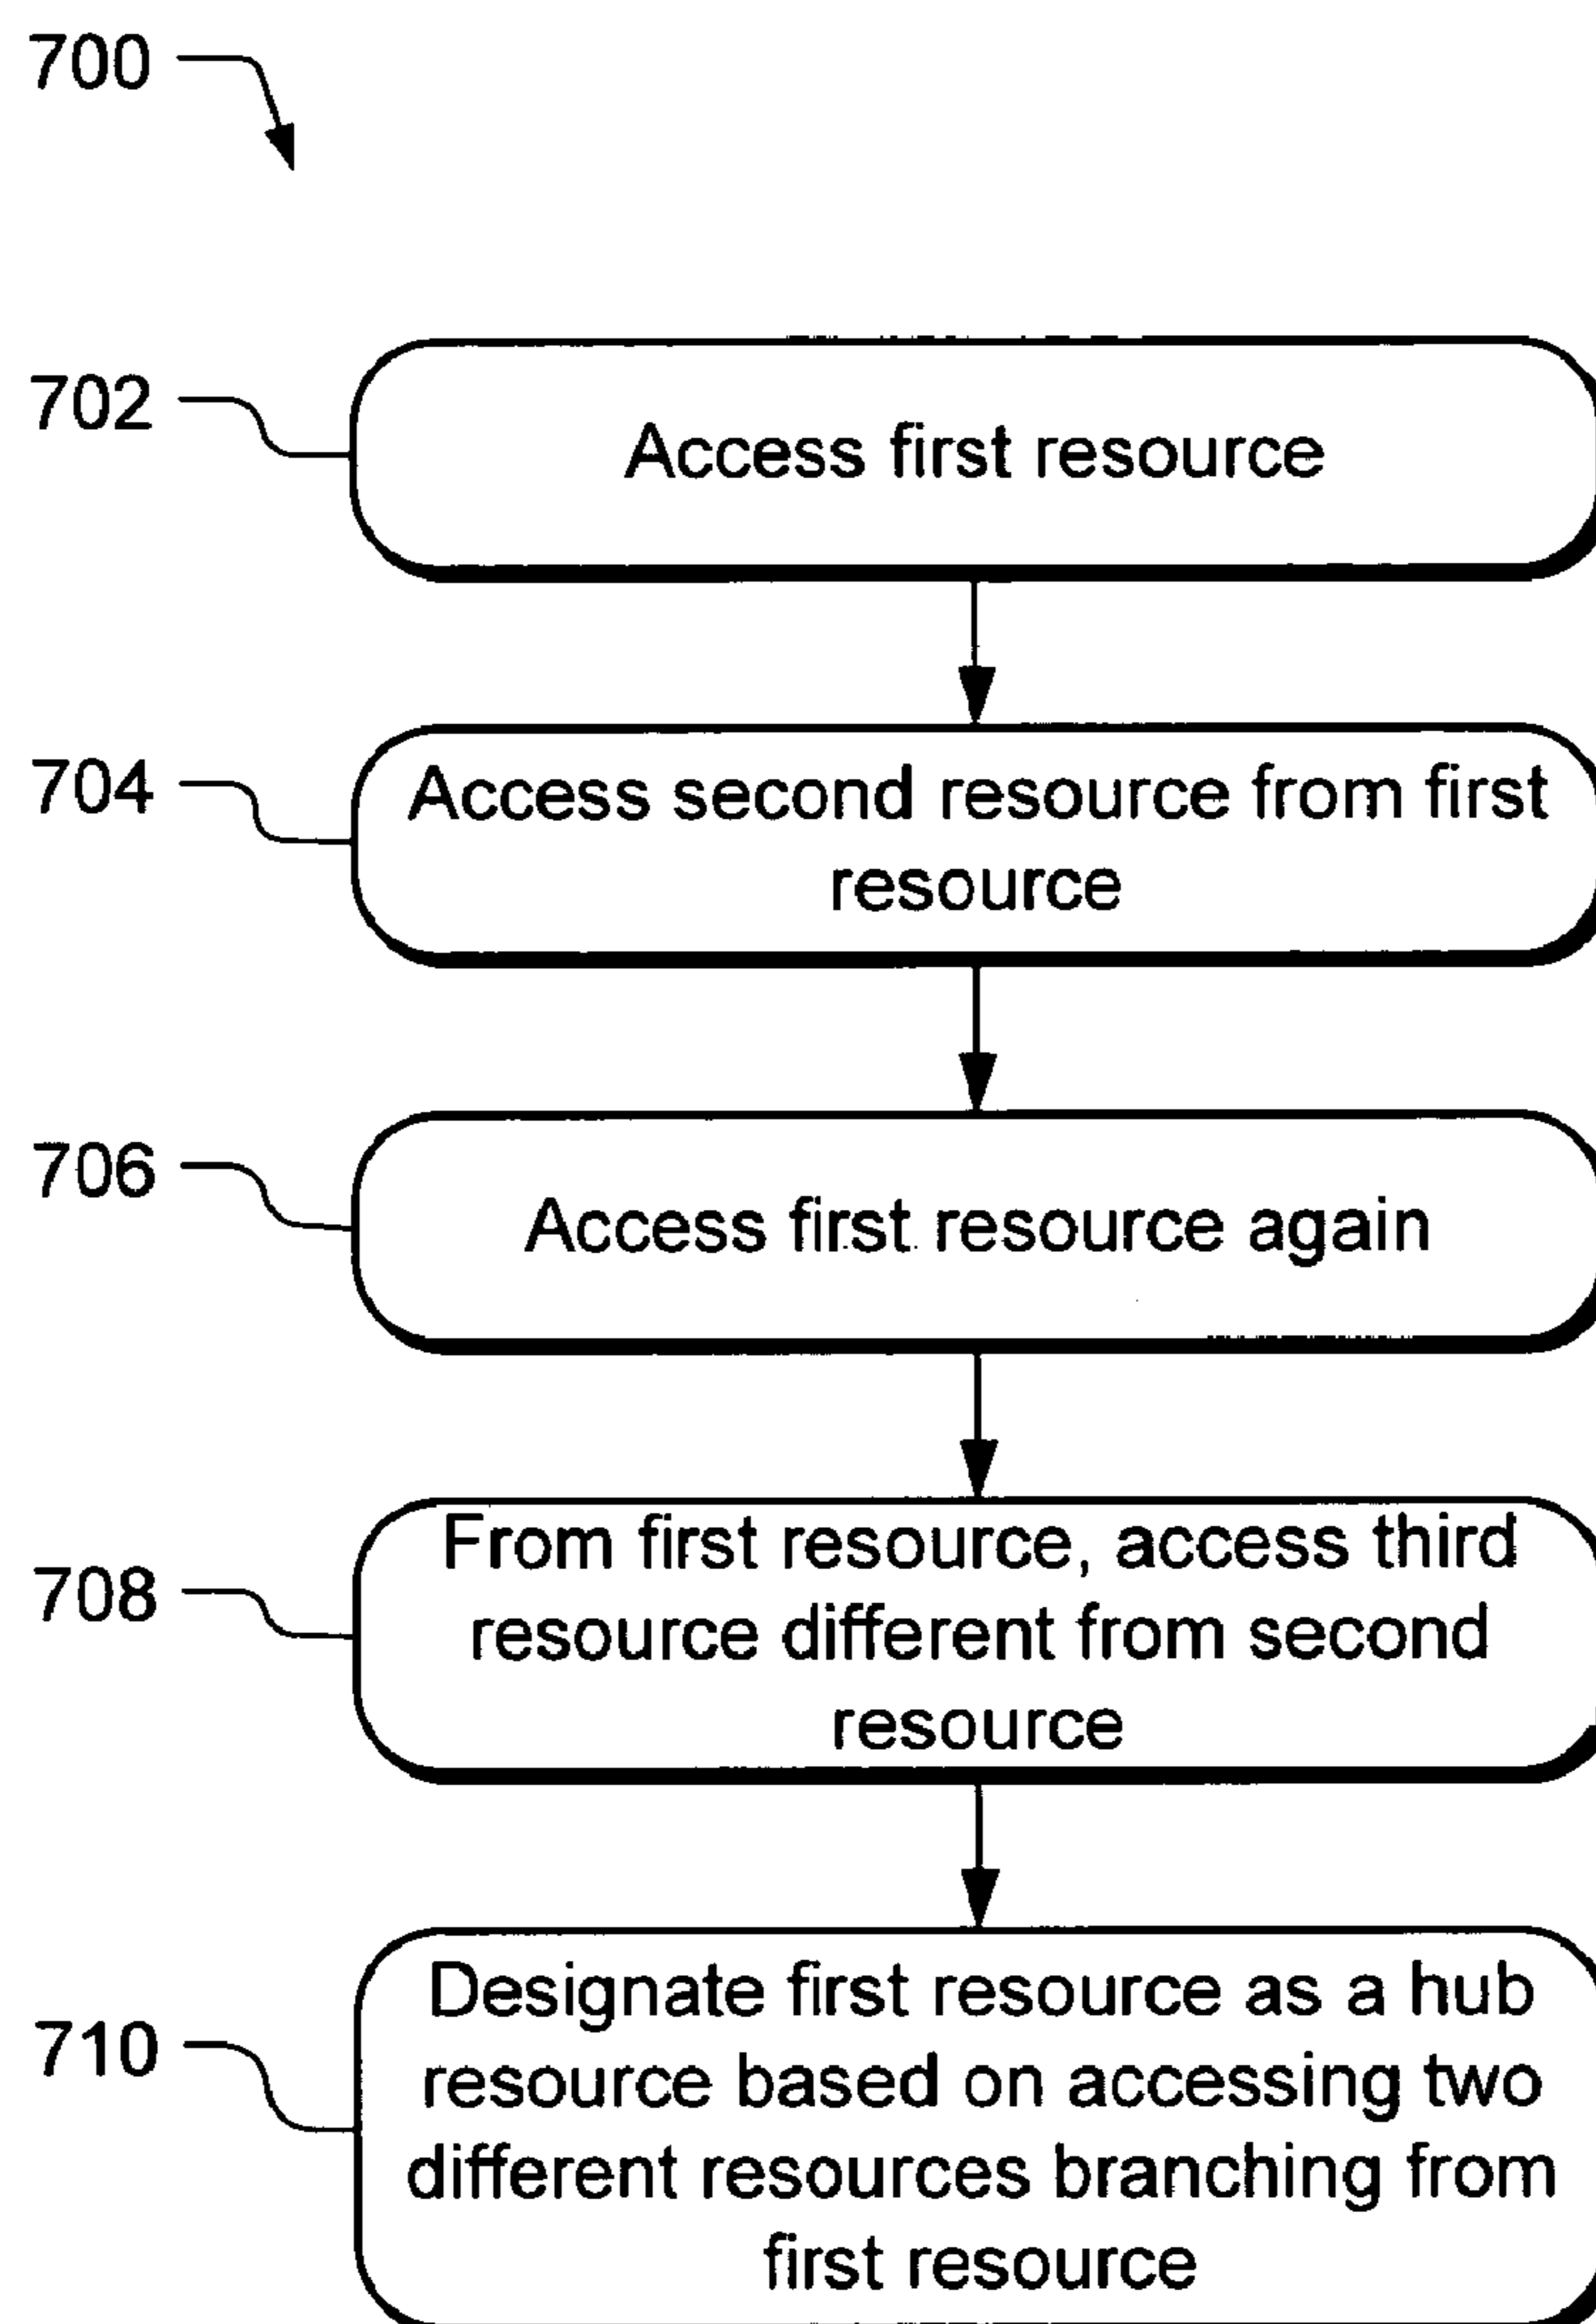 700
702
Access first resource
704
Access second resource from first
resource
706
Access first resource again
708
From first resource, access third
resource different from second
resource
710
Designate first resource as a hub
resource based on accessing two
different resources branching from
first resource